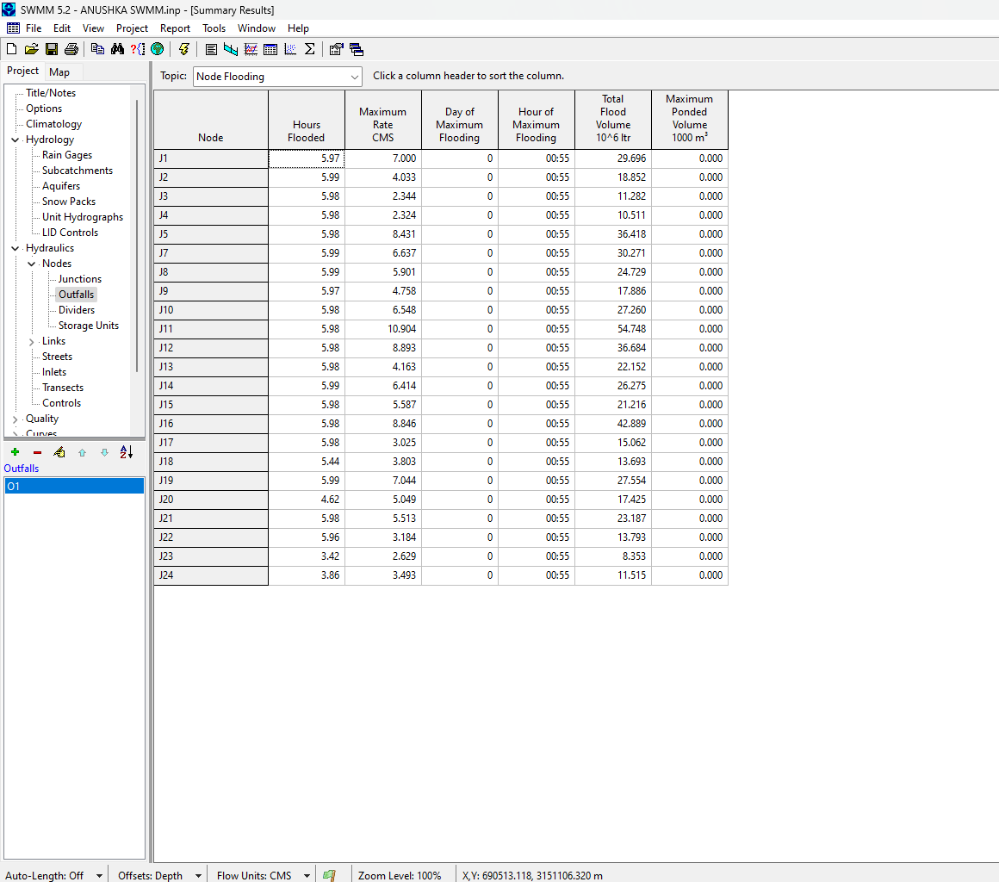 SWMM 5.2 - ANUSHKA SWMM.inp - [Summary Results]
File Edit View Project Report Tools Window Help
Project Map
Title/Notes
Options
Climatology
Hydrology
Rain Gages
Subcatchments
Aquifers
Snow Packs
Unit Hydrographs
LID Controls
Hydraulics
Nodes
Junctions
Outfalls
Dividers
Storage Units
Links
Streets
Inlets
Transects
Controls
Quality
Curves
Outfalls
O1
Topic: Node Flooding Click a column header to sort the column.
Node
Hours
Flooded
Maximum
Rate
CMS
Day of
Maximum
Flooding
Hour of
Maximum
Flooding
Total
Flood
Volume
10^6 ltr
Maximum
Ponded
Volume
1000 m³
J1 5.97 7.000 0 00:55 29.696 0.000
J2 5.99 4.033 0 00:55 18.852 0.000
J3 5.98 2.344 0 00:55 11.282 0.000
J4 5.98 2.324 0 00:55 10.511 0.000
J5 5.98 8.431 0 00:55 36.418 0.000
J7 5.99 6.637 0 00:55 30.271 0.000
J8 5.99 5.901 0 00:55 24.729 0.000
J9 5.97 4.758 0 00:55 17.886 0.000
J10 5.98 6.548 0 00:55 27.260 0.000
J11 5.98 10.904 0 00:55 54.748 0.000
J12 5.98 8.893 0 00:55 36.684 0.000
J13 5.98 4.163 0 00:55 22.152 0.000
J14 5.99 6.414 0 00:55 26.275 0.000
J15 5.98 5.587 0 00:55 21.216 0.000
J16 5.98 8.846 0 00:55 42.889 0.000
J17 5.98 3.025 0 00:55 15.062 0.000
J18 5.44 3.803 0 00:55 13.693 0.000
J19 5.99 7.044 0 00:55 27.554 0.000
J20 4.62 5.049 0 00:55 17.425 0.000
J21 5.98 5.513 0 00:55 23.187 0.000
J22 5.96 3.184 0 00:55 13.793 0.000
J23 3.42 2.629 0 00:55 8.353 0.000
J24 3.86 3.493 0 00:55 11.515 0.000
Auto-Length: Off Offsets: Depth Flow Units: CMS Zoom Level: 100% X,Y: 690513.118, 3151106.320 m